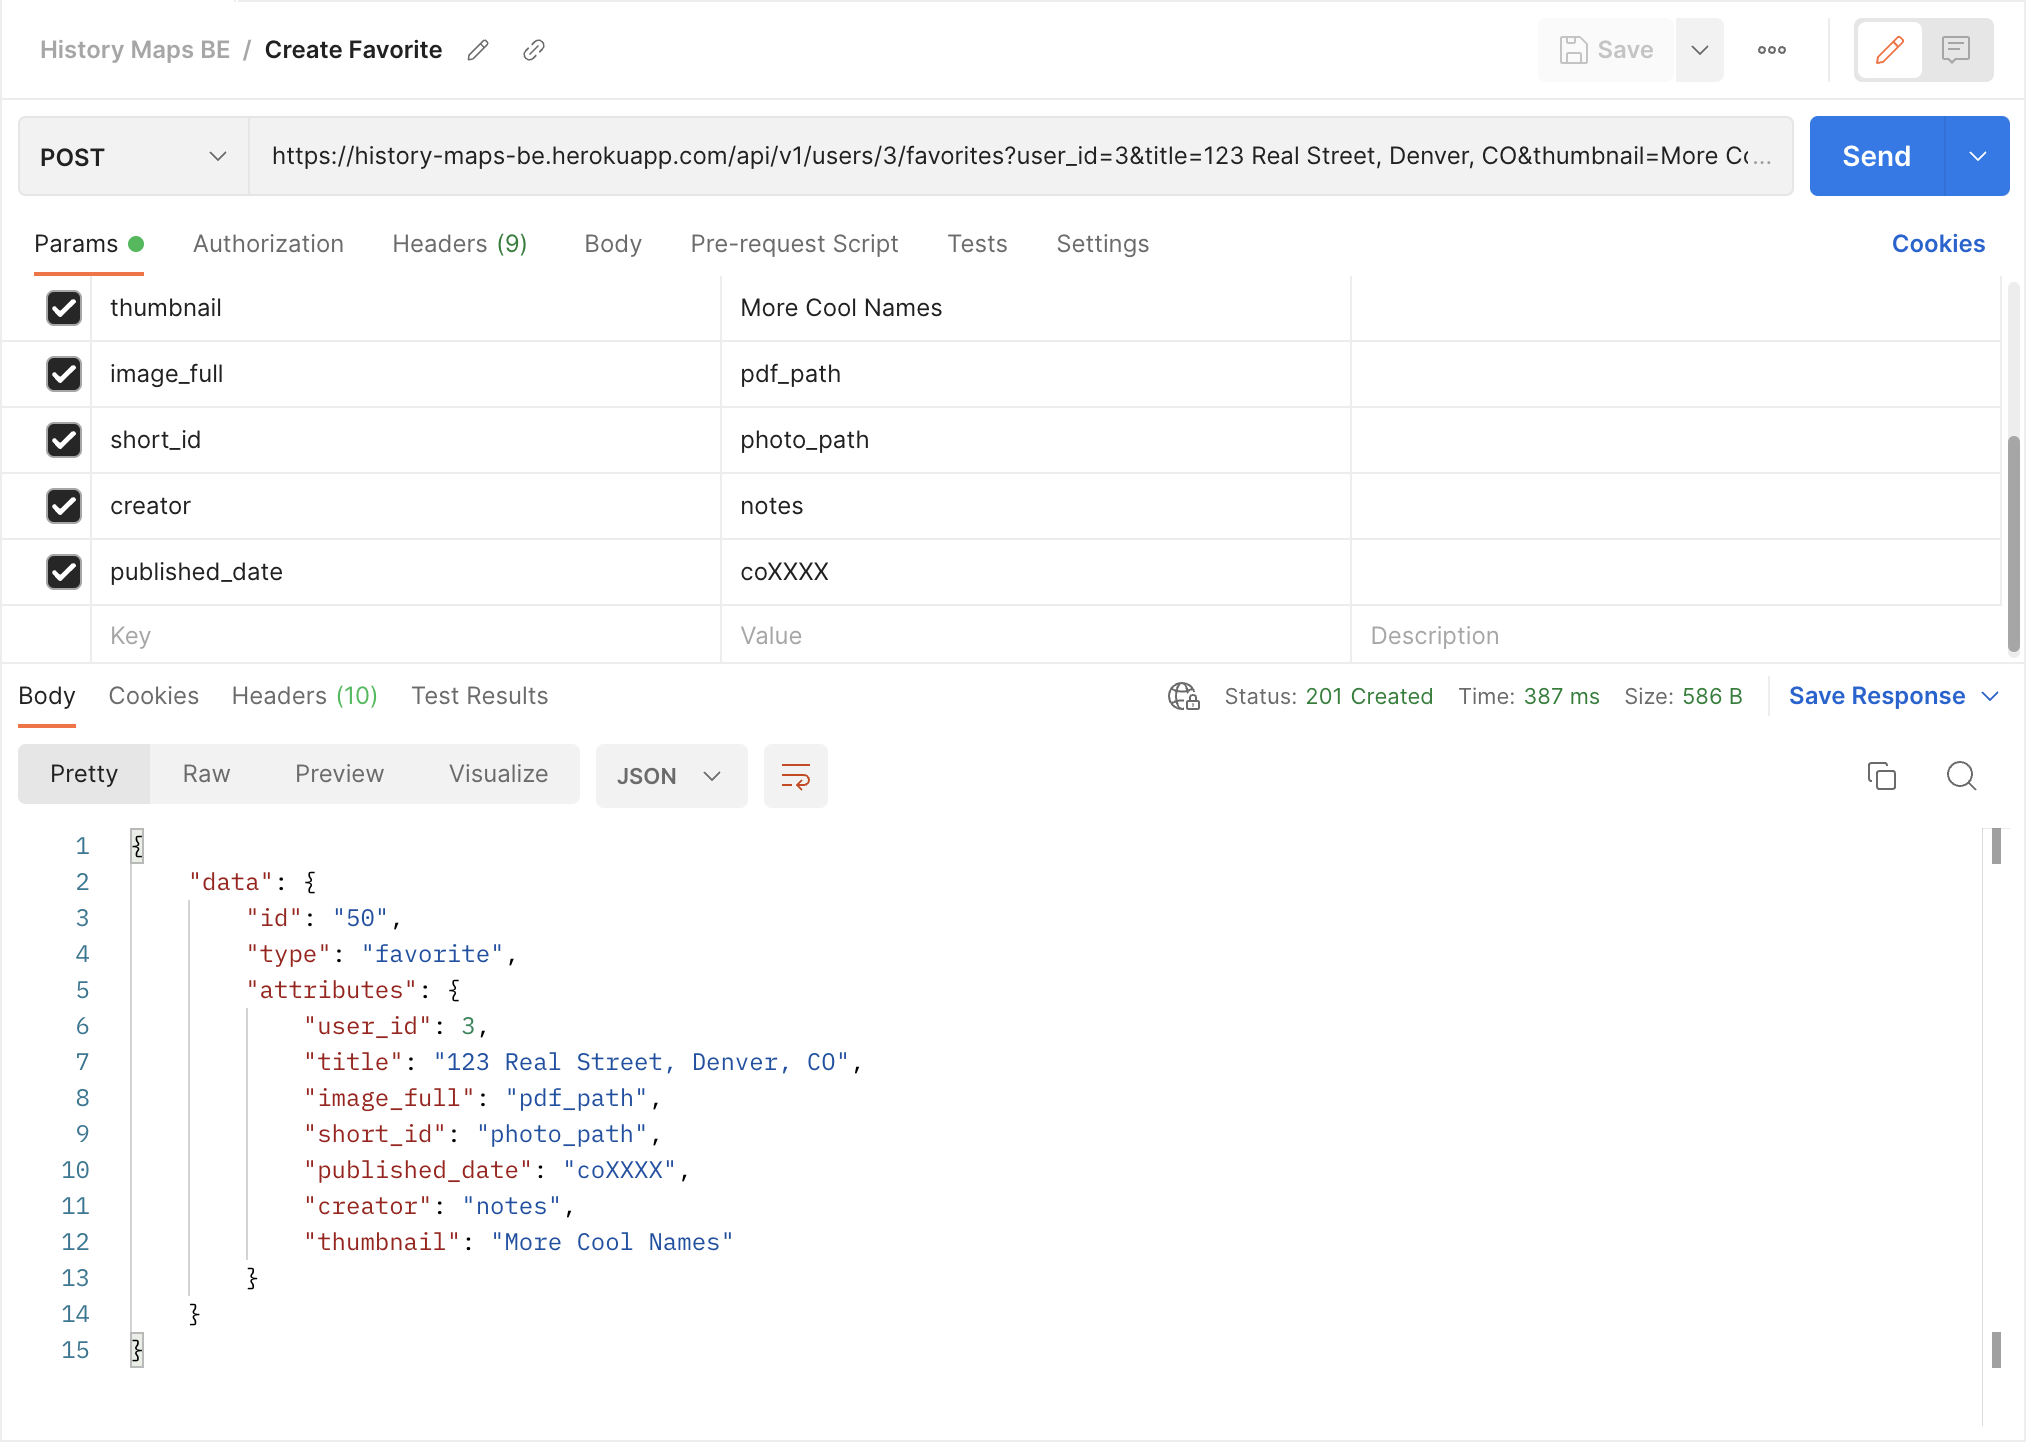 History Maps BE / Create Favorite
Save
POST
https://history-maps-be.herokuapp.com/api/v1/users/3/favorites?user_id=3&title=123 Real Street, Denver, CO&thumbnail=More Co...
Send
Params Authorization Headers (9) Body Pre-request Script Tests Settings Cookies
thumbnail More Cool Names
image_full pdf_path
short_id photo_path
creator notes
published_date coXXXX
Key Value Description
Body Cookies Headers (10) Test Results Status: 201 Created Time: 387 ms Size: 586 B Save Response
Pretty Raw Preview Visualize JSON
1 {
2 "data": {
3 "id": "50",
4 "type": "favorite",
5 "attributes": {
6 "user_id": 3,
7 "title": "123 Real Street, Denver, CO",
8 "image_full": "pdf_path",
9 "short_id": "photo_path",
10 "published_date": "coXXXX",
11 "creator": "notes",
12 "thumbnail": "More Cool Names"
13 }
14 }
15 }